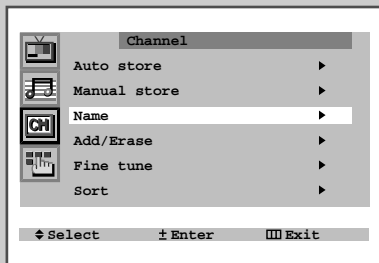 Channel
Auto store
Manual store
Name
CH
Add/Erase
Fine tune
Sort
Select ± Enter Exit